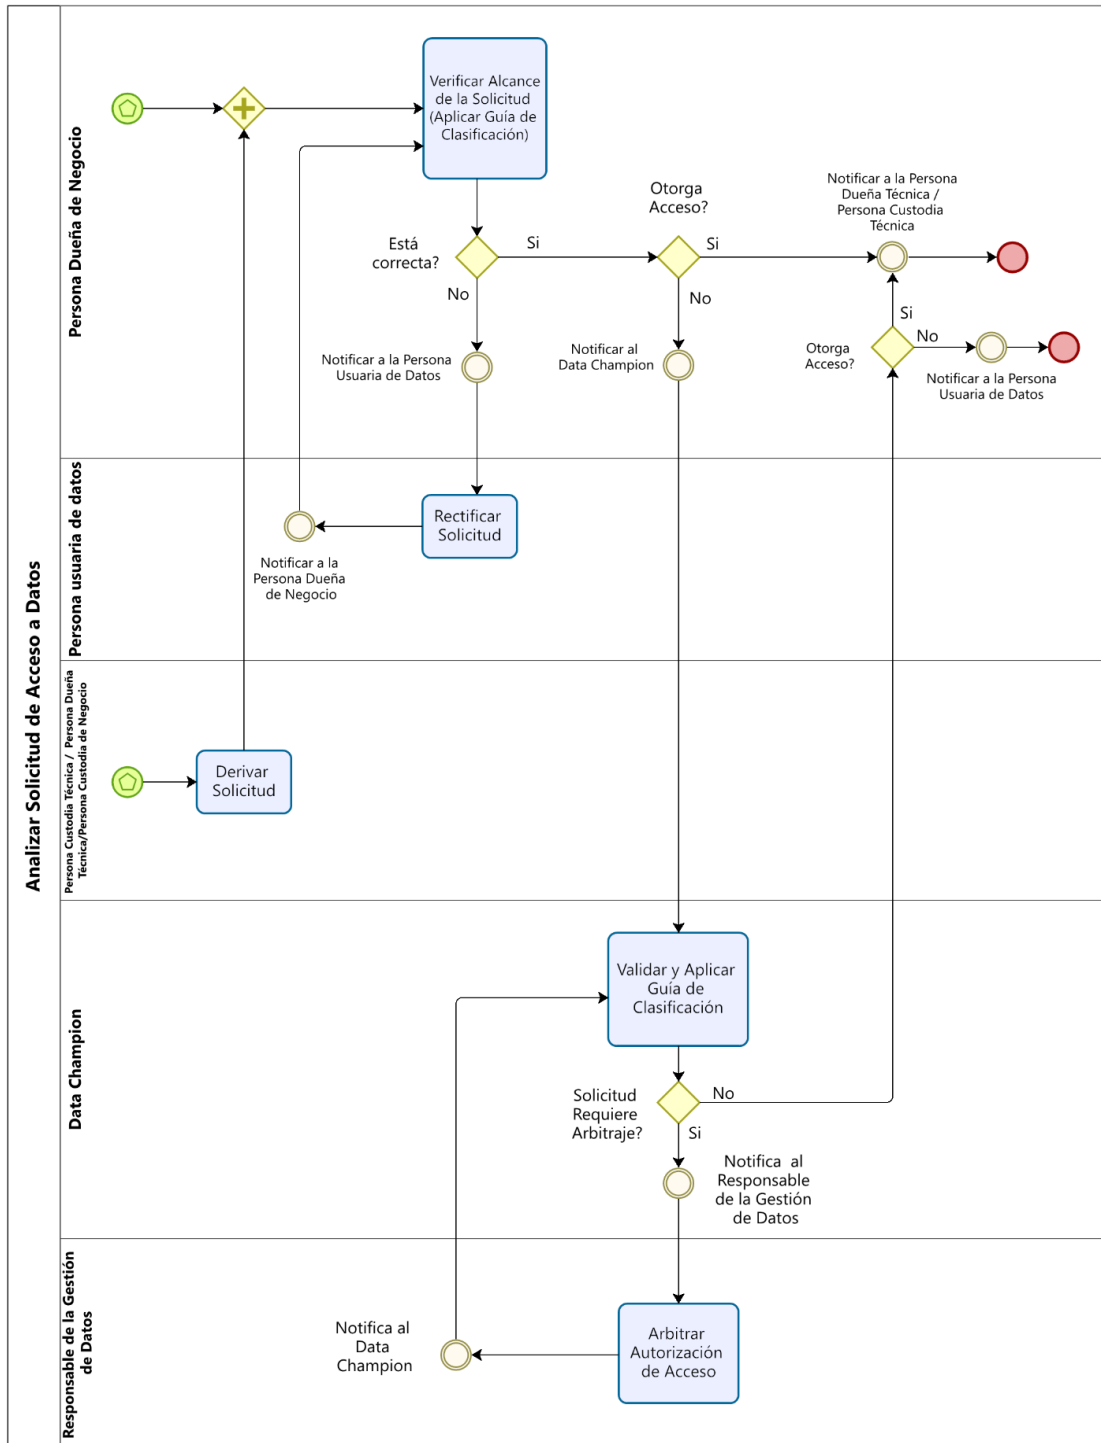 Analizar Solicitud de Acceso a Datos
Persona Dueña de Negocio
Verificar Alcance
de la Solicitud
(Aplicar Guía de
Clasificación)
Está
correcta?
Si
No
Otorga
Acceso?
Si
No
Notificar a la Persona
Dueña Técnica /
Persona Custodia
Técnica
Si
Otorga
Acceso?
No
Notificar a la Persona
Usuaria de Datos
Notificar a la Persona
Usuaria de Datos
Notificar al
Data Champion
Persona usuaria de datos
Rectificar
Solicitud
Notificar a la
Persona Dueña
de Negocio
Persona Custodia Técnica / Persona Dueña
Técnica/Persona Custodia de Negocio
Derivar
Solicitud
Data Champion
Validar y Aplicar
Guía de
Clasificación
Solicitud
Requiere
Arbitraje?
No
Si
Notifica al
Responsable
de la Gestión
de Datos
Responsable de la Gestión
de Datos
Notifica al
Data
Champion
Arbitrar
Autorización
de Acceso